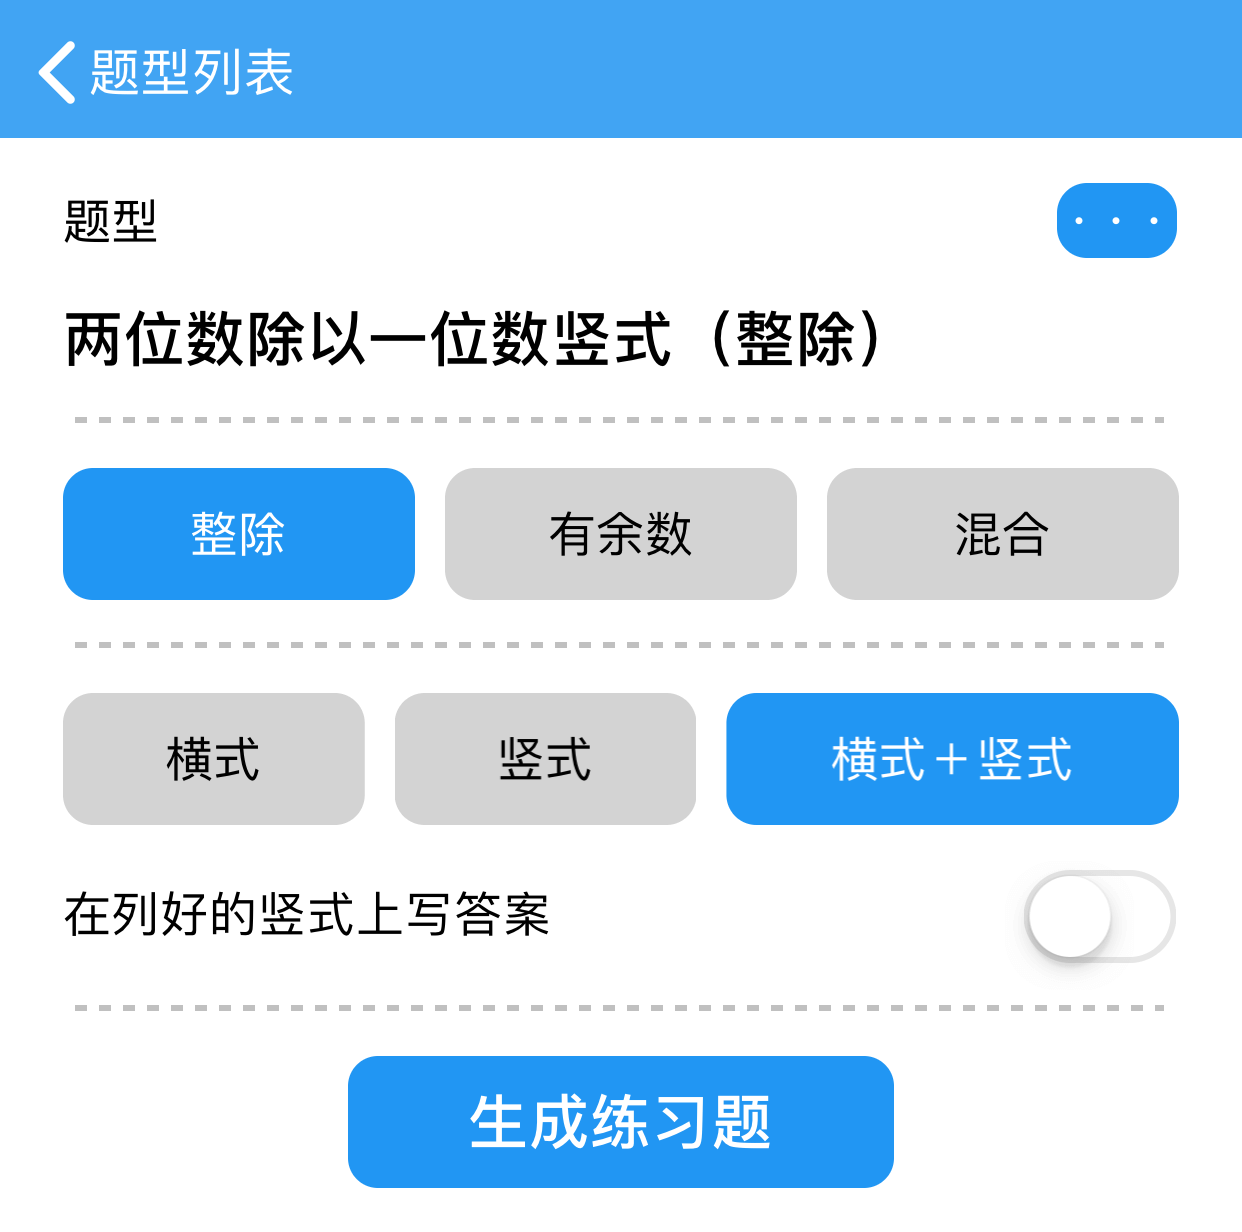 题型列表
题型
···
两位数除以一位数竖式（整除）
整除 有余数 混合
横式 竖式 横式＋竖式
在列好的竖式上写答案
生成练习题